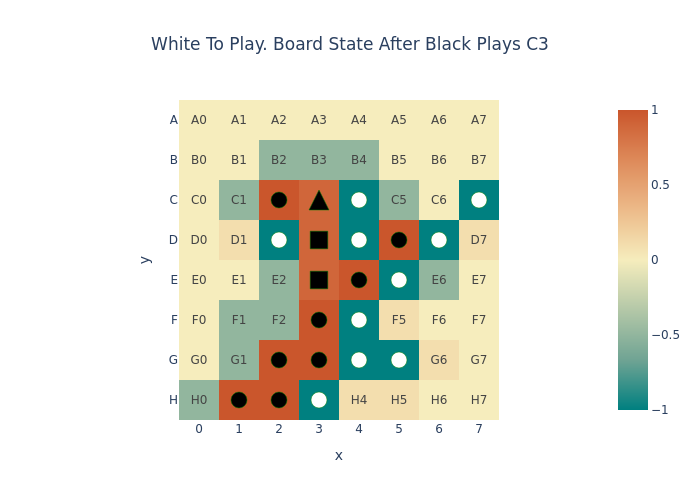 White To Play. Board State After Black Plays C3
A A0 A1 A2 A3 A4 A5 A6 A7
B B0 B1 B2 B3 B4 B5 B6 B7
C C0 C1 C5 C6
D D0 D1 D7
E E0 E1 E2 E6 E7
F F0 F1 F2 F5 F6 F7
G G0 G1 G6 G7
H H0 H4 H5 H6 H7
0 1 2 3 4 5 6 7
x
y
1
0.5
0
−0.5
−1